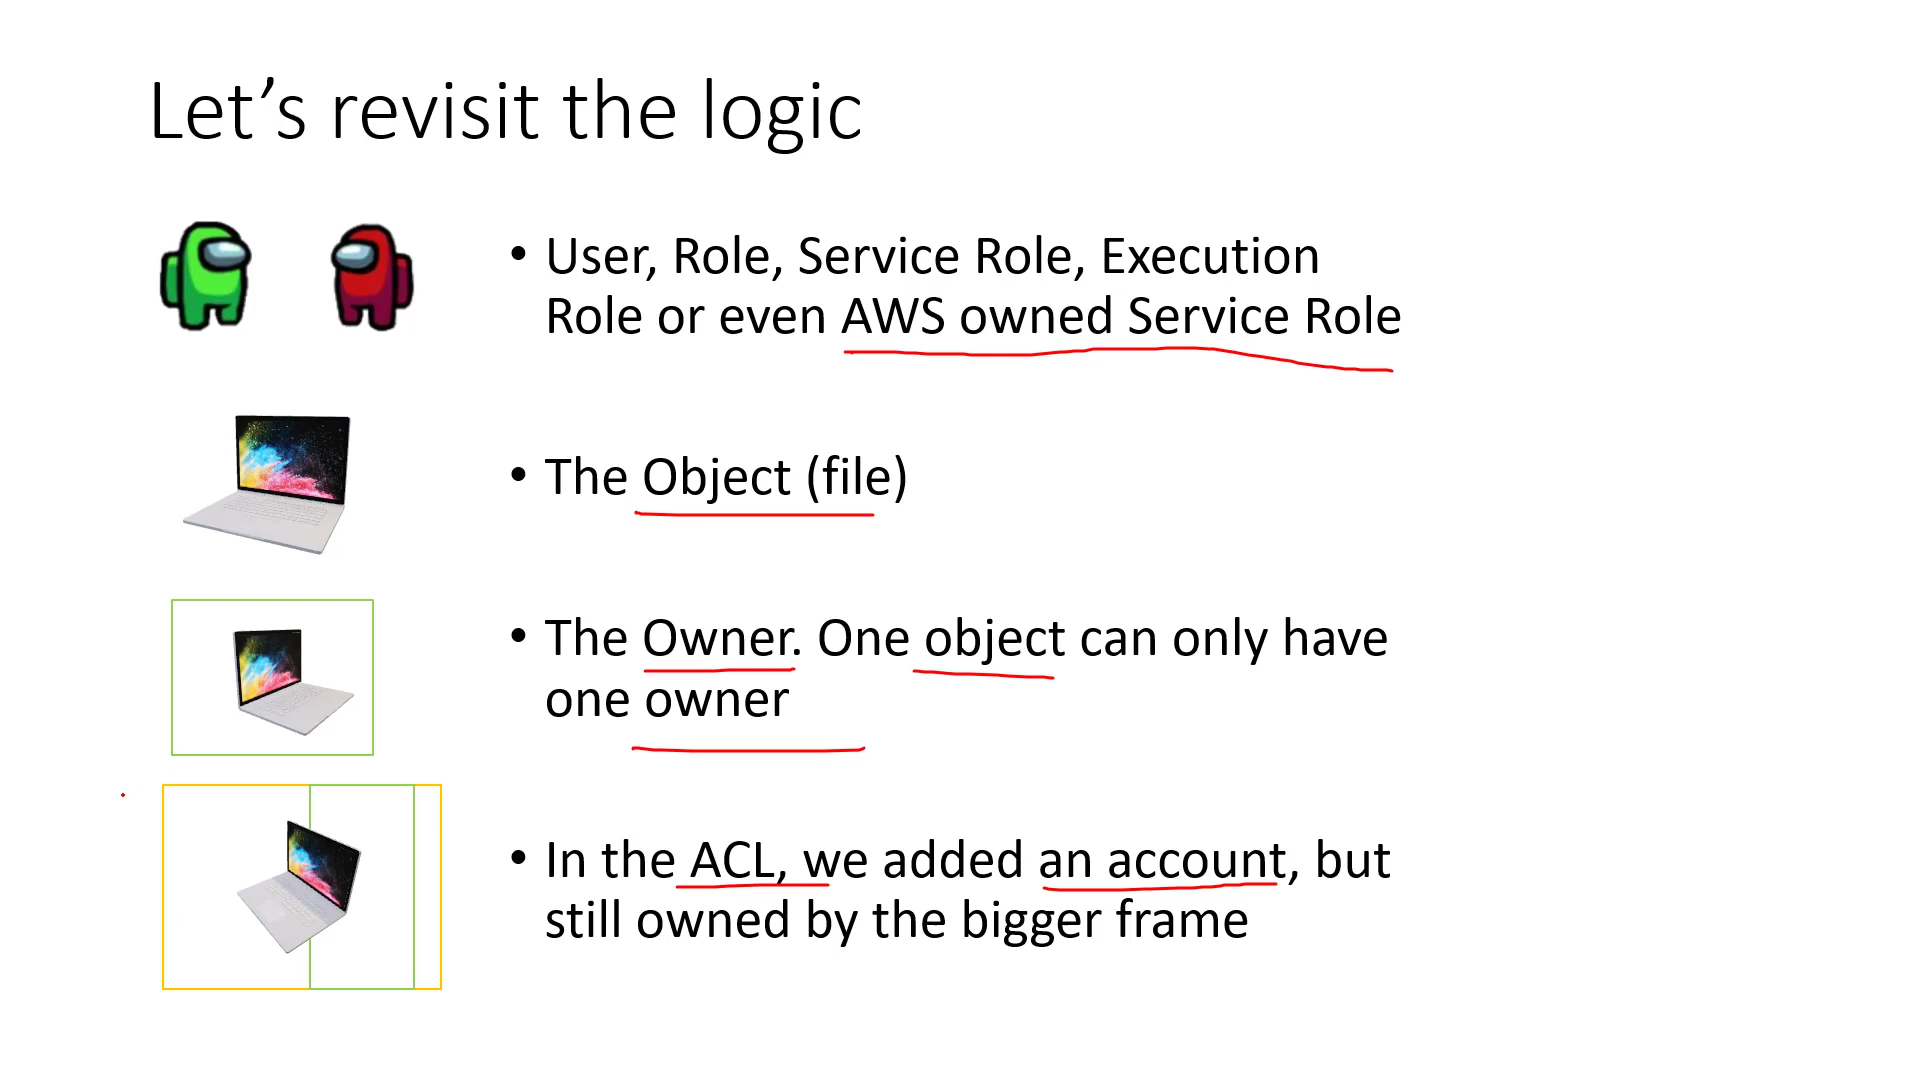 Let’s revisit the logic
• User, Role, Service Role, Execution
Role or even AWS owned Service Role
• The Object (file)
• The Owner. One object can only have
one owner
• In the ACL, we added an account, but
still owned by the bigger frame